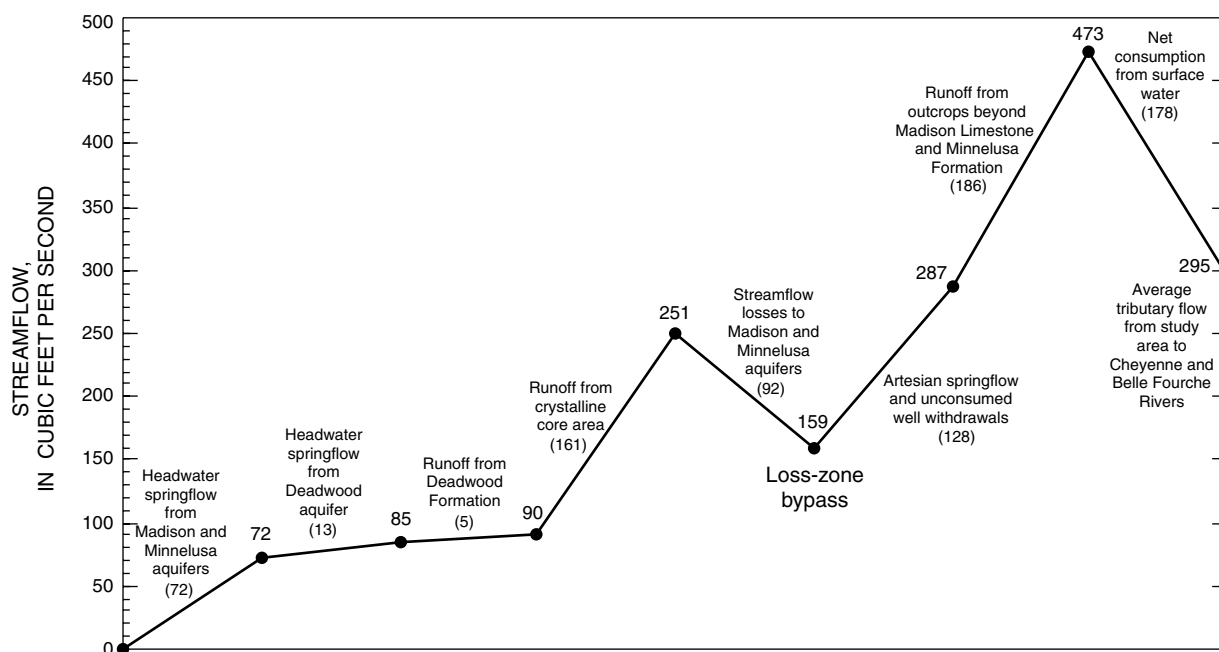 STREAMFLOW,
IN CUBIC FEET PER SECOND
500
450
400
350
300
250
200
150
100
50
0
Headwater
springflow
from
Madison and
Minnelusa
aquifers
(72)
72
Headwater
springflow
from
Deadwood
aquifer
(13)
85
Runoff from
Deadwood
Formation
(5)
90
Runoff from
crystalline
core area
(161)
251
Streamflow
losses to
Madison and
Minnelusa
aquifers
(92)
159
Loss-zone
bypass
Artesian springflow
and unconsumed
well withdrawals
(128)
287
Runoff from
outcrops beyond
Madison Limestone
and Minnelusa
Formation
(186)
473
Net
consumption
from surface
water
(178)
295
Average
tributary flow
from study
area to
Cheyenne and
Belle Fourche
Rivers